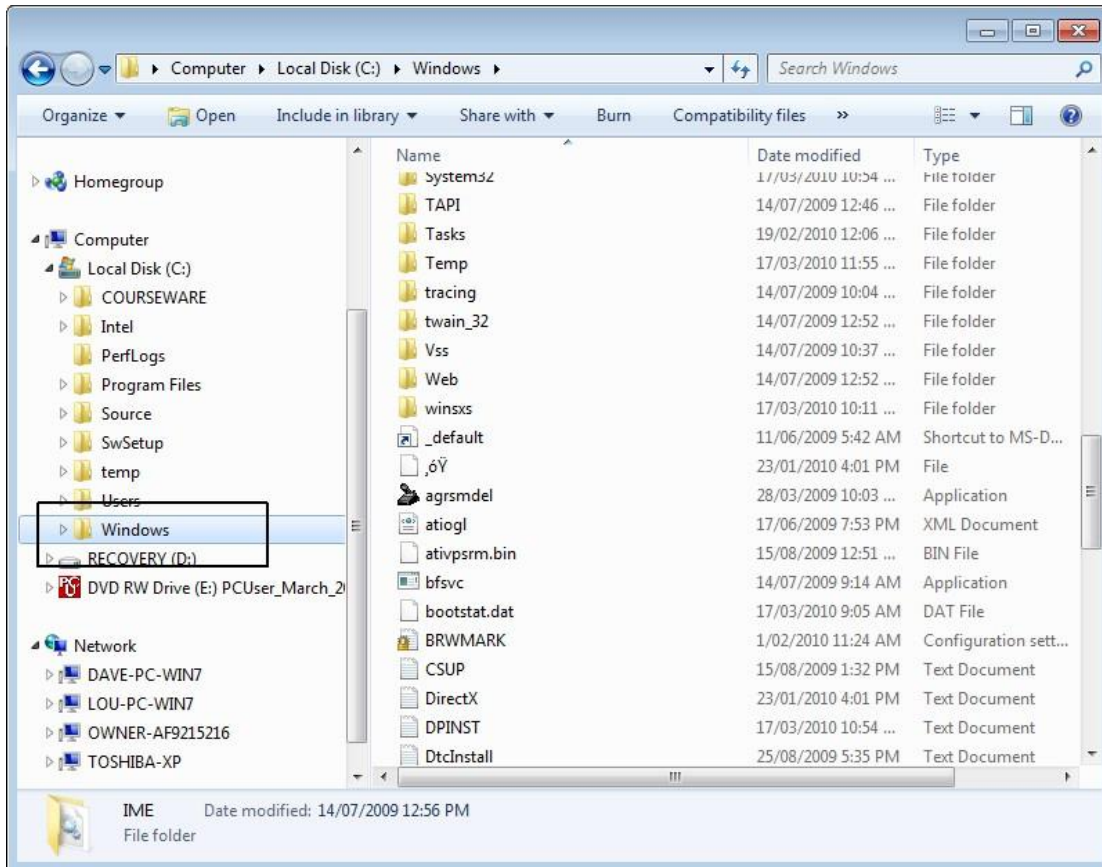 Computer Local Disk (C:) Windows Search Windows
Organize Open Include in library Share with Burn Compatibility files »
Homegroup
Computer
Local Disk (C:)
COURSEWARE
Intel
PerfLogs
Program Files
Source
SwSetup
temp
Users
Windows
RECOVERY (D:)
DVD RW Drive (E:) PCUser_March_2
Network
DAVE-PC-WIN7
LOU-PC-WIN7
OWNER-AF9215216
TOSHIBA-XP
Name Date modified Type
System32 17/03/2010 10:54 ... File folder
TAPI 14/07/2009 12:46 ... File folder
Tasks 19/02/2010 12:06 ... File folder
Temp 17/03/2010 11:55 ... File folder
tracing 14/07/2009 10:04 ... File folder
twain_32 14/07/2009 12:52 ... File folder
Vss 14/07/2009 10:37 ... File folder
Web 14/07/2009 12:52 ... File folder
winsxs 17/03/2010 10:11 ... File folder
_default 11/06/2009 5:42 AM Shortcut to MS-D...
¸óŸ 23/01/2010 4:01 PM File
agrsmdel 28/03/2009 10:03 ... Application
atiogl 17/06/2009 7:53 PM XML Document
ativpsrm.bin 15/08/2009 12:51 ... BIN File
bfsvc 14/07/2009 9:14 AM Application
bootstat.dat 17/03/2010 9:05 AM DAT File
BRWMARK 1/02/2010 11:24 AM Configuration sett...
CSUP 15/08/2009 1:32 PM Text Document
DirectX 23/01/2010 4:01 PM Text Document
DPINST 17/03/2010 10:54 ... Text Document
DtcInstall 25/08/2009 5:35 PM Text Document
IME Date modified: 14/07/2009 12:56 PM
File folder